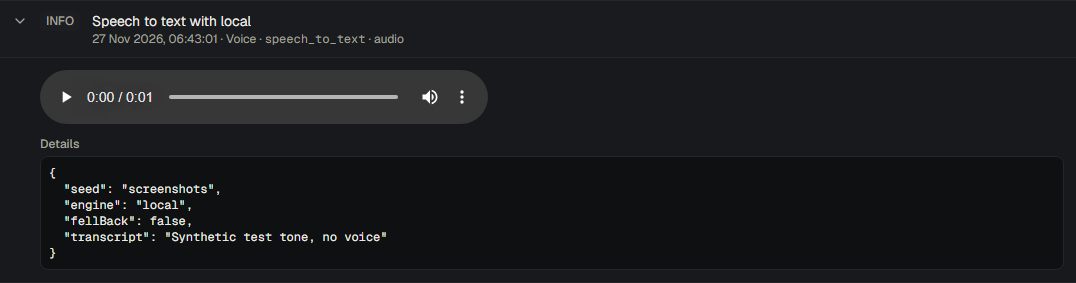 INFO Speech to text with local
27 Nov 2026, 06:43:01 · Voice · speech_to_text · audio
0:00 / 0:01
Details
{
  "seed": "screenshots",
  "engine": "local",
  "fellBack": false,
  "transcript": "Synthetic test tone, no voice"
}